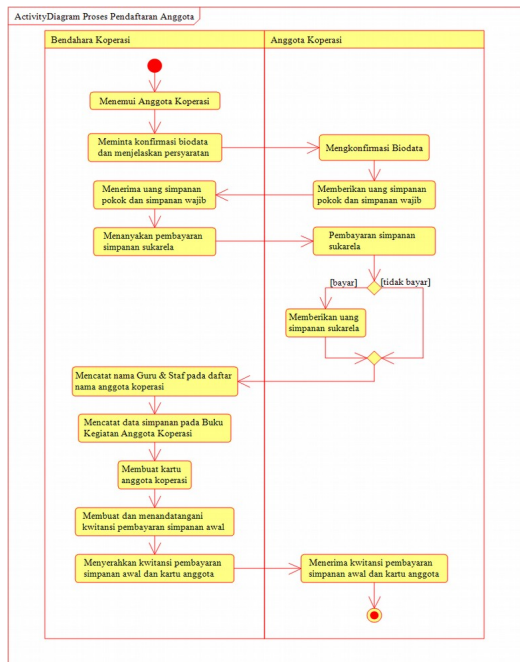 ActivityDiagram Proses Pendaftaran Anggota
Bendahara Koperasi
Anggota Koperasi
Menemui Anggota Koperasi
Meminta konfirmasi biodata
dan menjelaskan persyaratan
Mengkonfirmasi Biodata
Memberikan uang simpanan
pokok dan simpanan wajib
Menerima uang simpanan
pokok dan simpanan wajib
Menanyakan pembayaran
simpanan sukarela
Pembayaran simpanan
sukarela
[bayar]
[tidak bayar]
Memberikan uang
simpanan sukarela
Mencatat nama Guru & Staf pada daftar
nama anggota koperasi
Mencatat data simpanan pada Buku
Kegiatan Anggota Koperasi
Membuat kartu
anggota koperasi
Membuat dan menandatangani
kwitansi pembayaran simpanan awal
Menyerahkan kwitansi pembayaran
simpanan awal dan kartu anggota
Menerima kwitansi pembayaran
simpanan awal dan kartu anggota